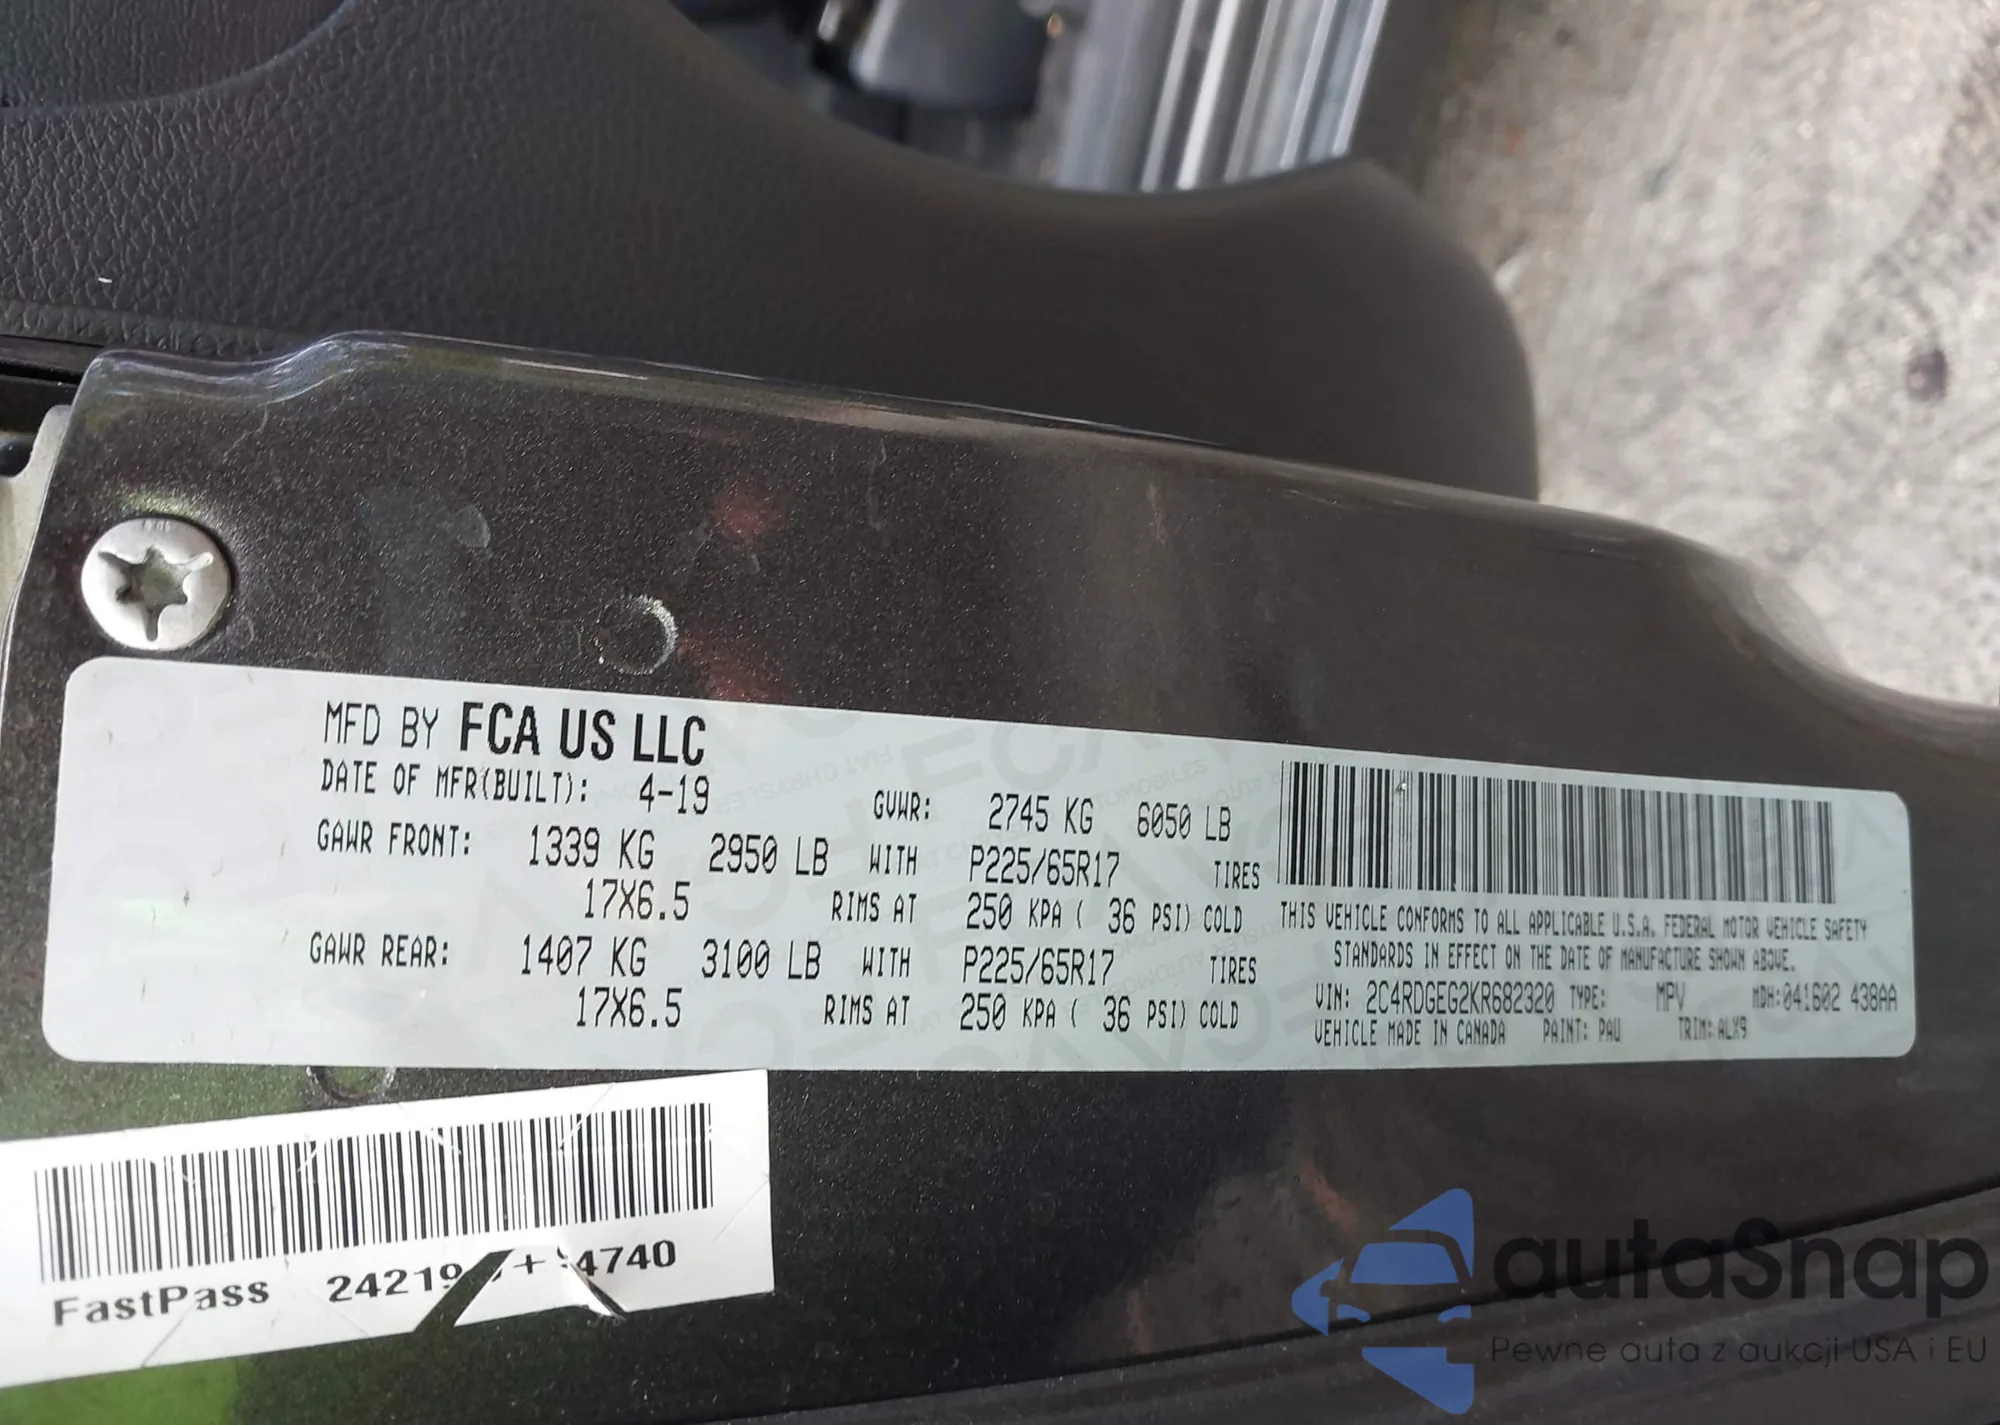 MFD BY FCA US LLC
DATE OF MFR(BUILT): 4-19 GVWR: 2745 KG 6050 LB
GAWR FRONT: 1339 KG 2950 LB WITH P225/65R17 TIRES
17X6.5 RIMS AT 250 KPA ( 36 PSI) COLD
GAWR REAR: 1407 KG 3100 LB WITH P225/65R17 TIRES
17X6.5 RIMS AT 250 KPA ( 36 PSI) COLD
THIS VEHICLE CONFORMS TO ALL APPLICABLE U.S.A. FEDERAL MOTOR VEHICLE SAFETY
STANDARDS IN EFFECT ON THE DATE OF MANUFACTURE SHOWN ABOVE.
VIN: 2C4RDGEG2KR682320 TYPE: MPV MDH:041602 438AA
VEHICLE MADE IN CANADA PAINT: PAU TRIM: ALX9
FastPass
autaSnap
Pewne auta z aukcji USA i EU